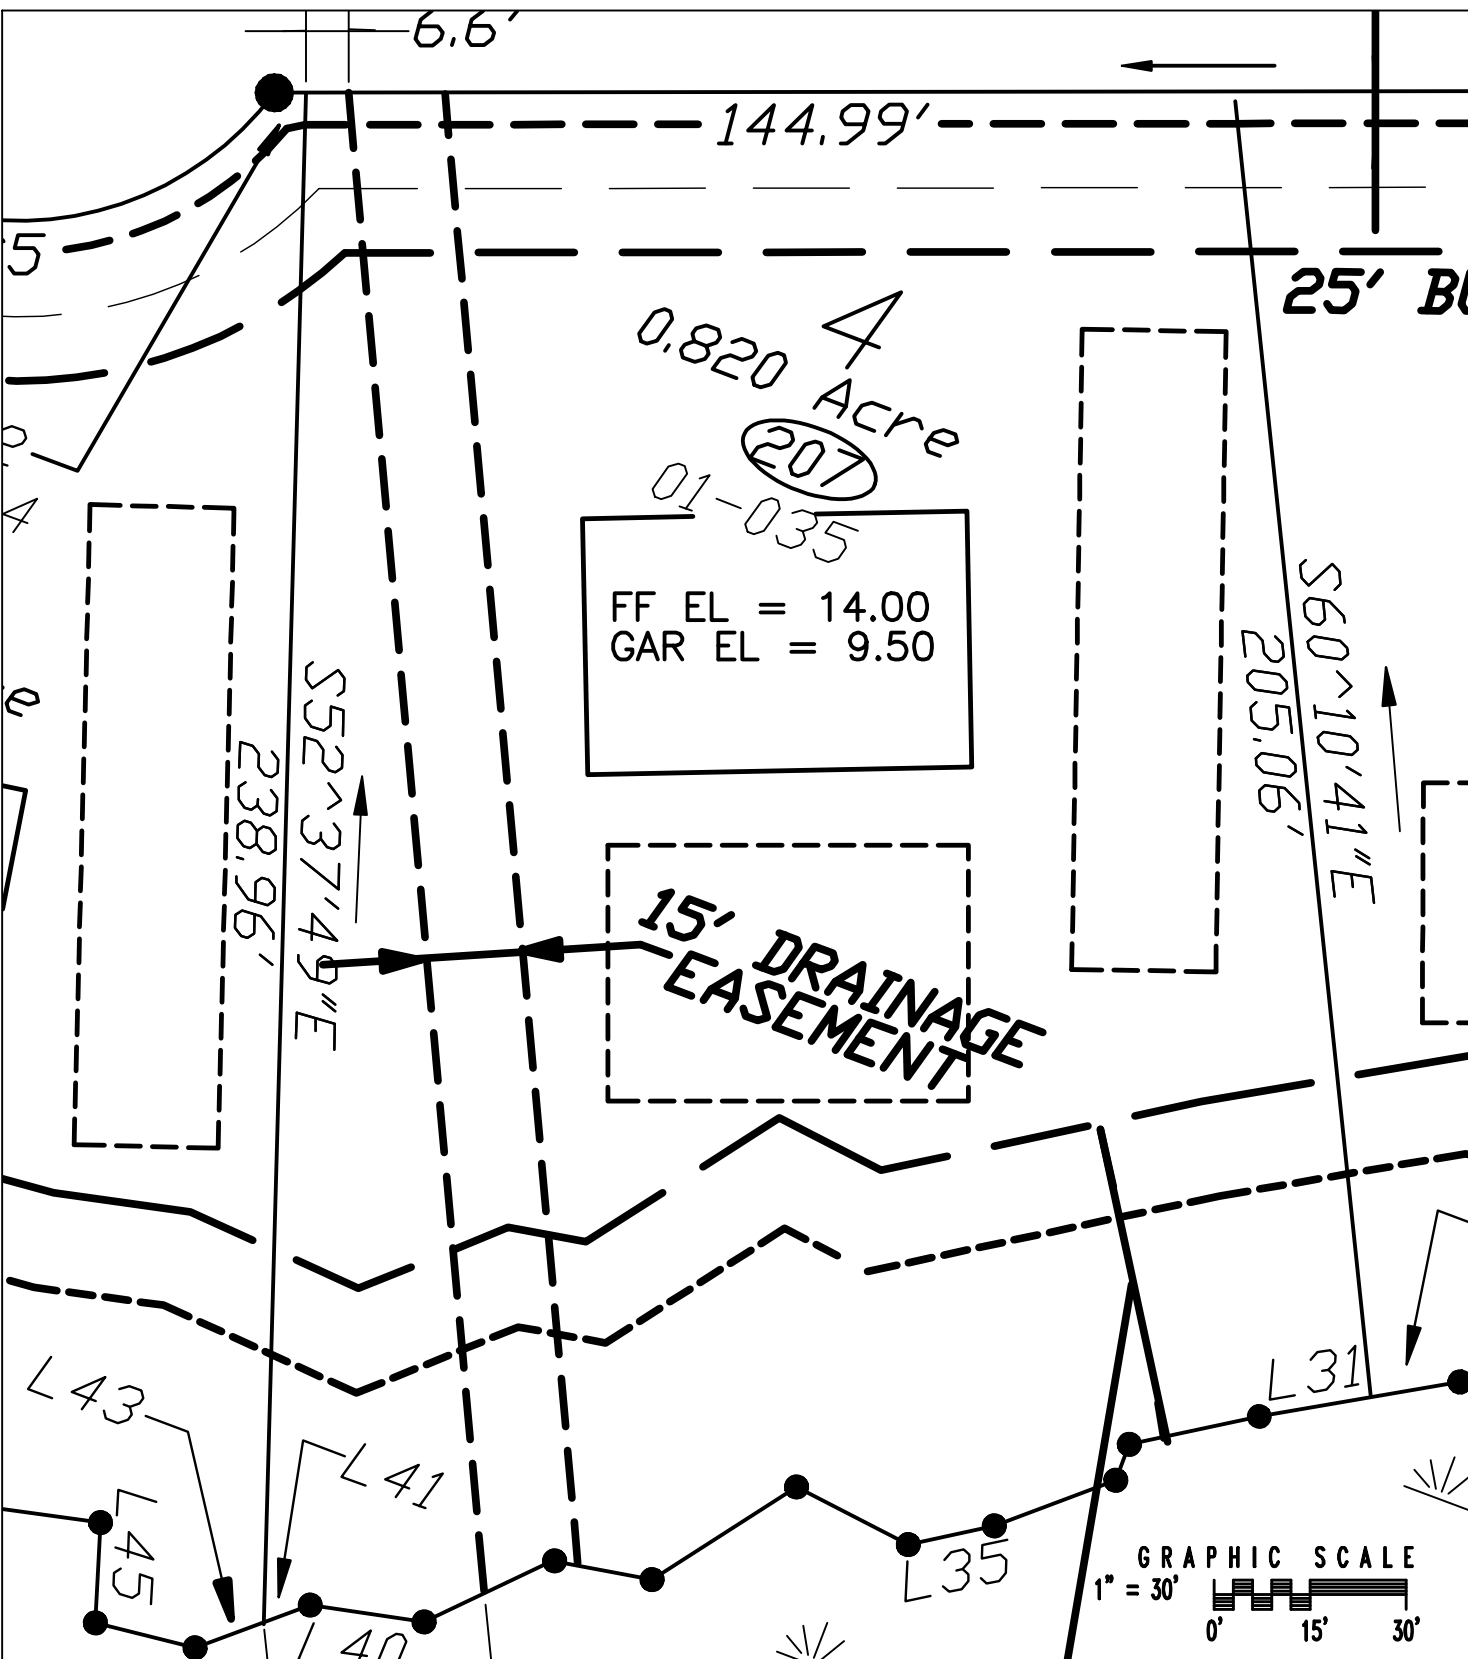 6.6'
144.99'
5
25' B
4
0.820 Acre
207
01-035
4
FF EL = 14.00
GAR EL = 9.50
e
S52^37'49"E
238.96'
S60^10'41"E
205.06'
15' DRAINAGE
EASEMENT
L43
L41
L45
L40
L35
L31
GRAPHIC SCALE
1" = 30'
0' 15' 30'